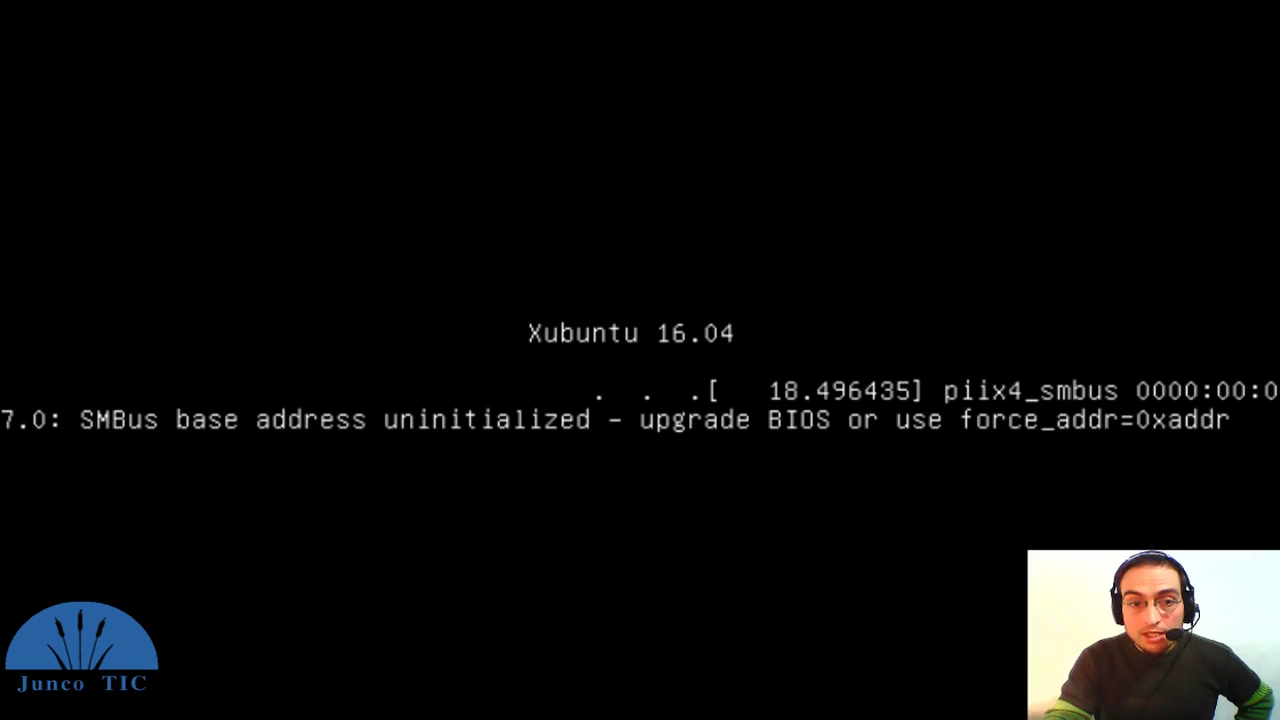 Xubuntu 16.04
. . .[   18.496435] piix4_smbus 0000:00:0
7.0: SMBus base address uninitialized - upgrade BIOS or use force_addr=0xaddr
Junco TIC